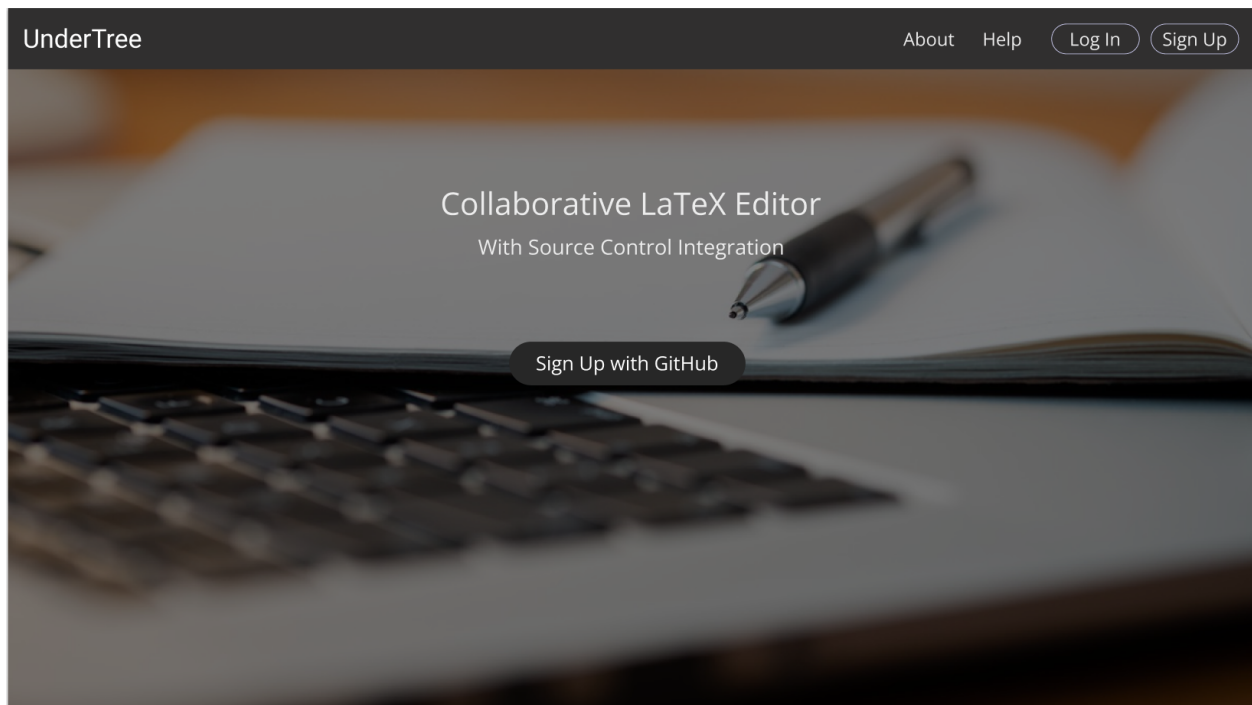 UnderTree
About Help Log In Sign Up
Collaborative LaTeX Editor
With Source Control Integration
Sign Up with GitHub